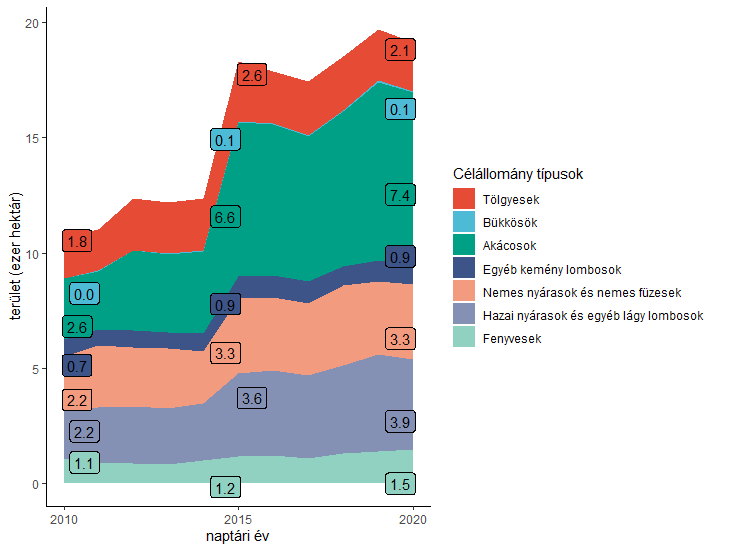 20
15
10
5
0
terület (ezer hektár)
2.1
2.6
0.1
0.1
7.4
6.6
1.8
0.9
0.0
0.9
2.6
3.3
3.3
0.7
2.2
3.6
3.9
2.2
1.1
1.2
1.5
2010
2015
2020
naptári év
Célállomány típusok
Tölgyesek
Bükkösök
Akácosok
Egyéb kemény lombosok
Nemes nyárasok és nemes füzesek
Hazai nyárasok és egyéb lágy lombosok
Fenyvesek